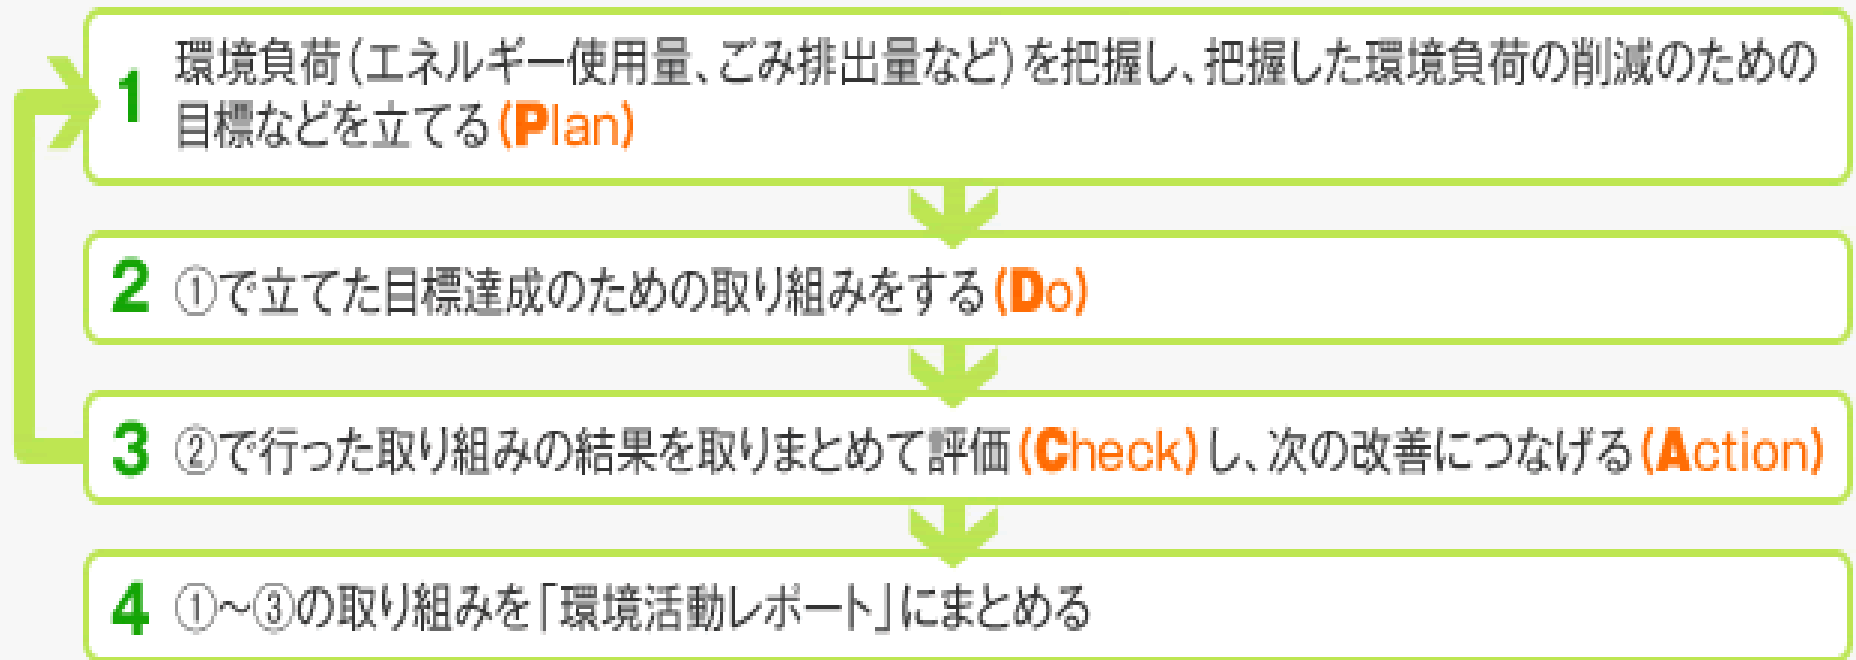 1 環境負荷(エネルギー使用量、ごみ排出量など)を把握し、把握した環境負荷の削減のための
目標などを立てる(Plan)
2 ①で立てた目標達成のための取り組みをする(Do)
3 ②で行った取り組みの結果を取りまとめて評価(Check)し、次の改善につなげる(Action)
4 ①～③の取り組みを「環境活動レポート」にまとめる